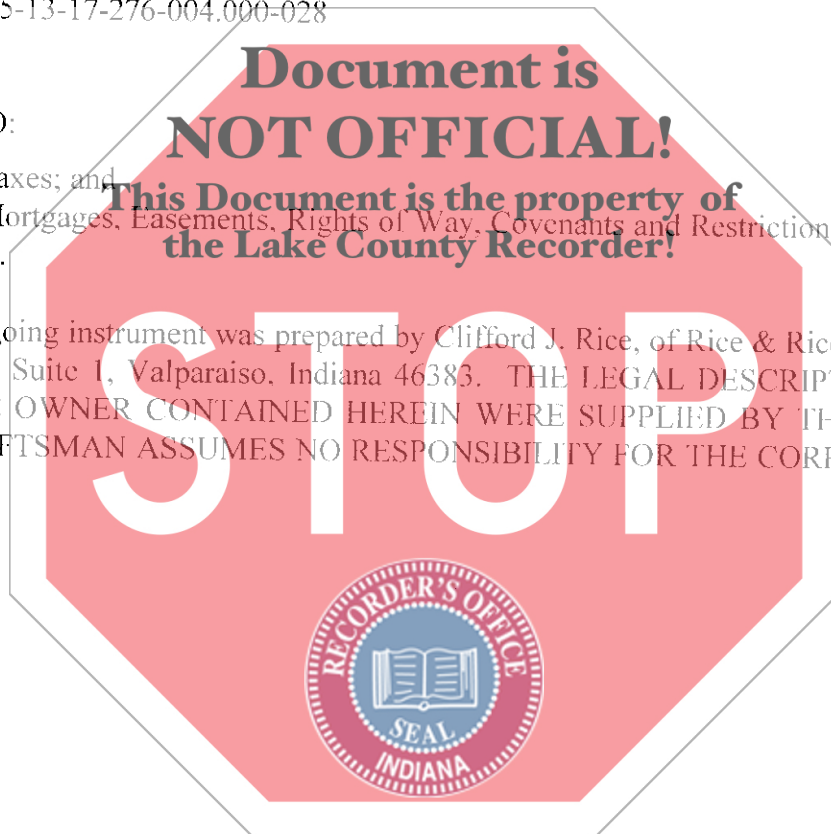 5-13-17-276-004.000-028
Document is
NOT OFFICIAL!
O:
axes; and
This Document is the property of
Mortgages, Easements, Rights of Way, Covenants and Restriction
the Lake County Recorder!
.
oing instrument was prepared by Clifford J. Rice, of Rice & Rice
Suite 1, Valparaiso, Indiana 46383. THE LEGAL DESCRIPT
OWNER CONTAINED HEREIN WERE SUPPLIED BY TH
FTSMAN ASSUMES NO RESPONSIBILITY FOR THE CORR
STOP
RECORDER'S OFFICE
SEAL
INDIANA